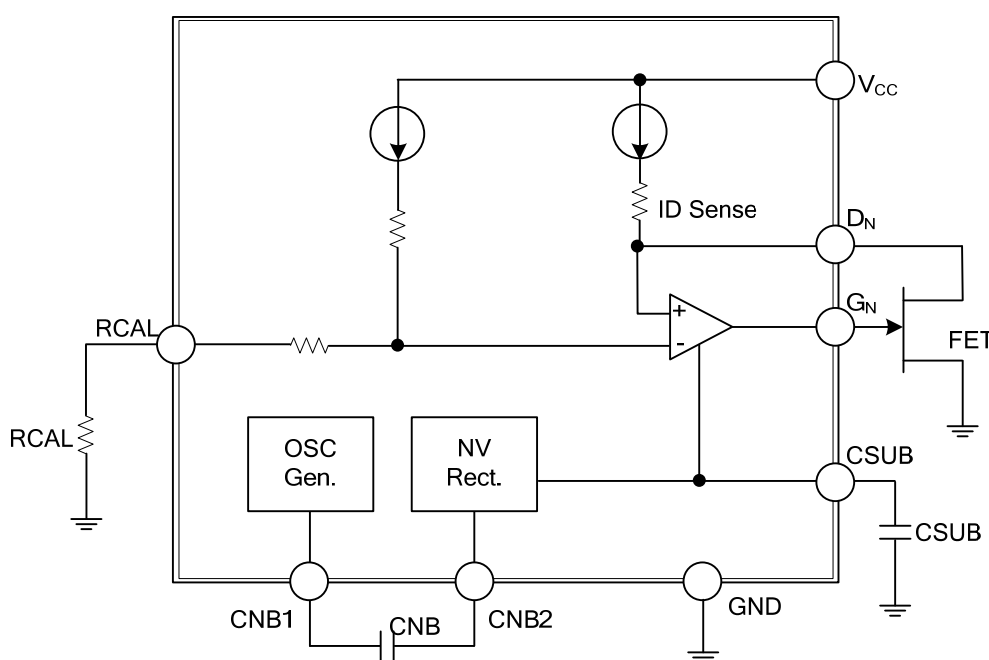 VCC
ID Sense
DN
+
GN
RCAL
-
FET
RCAL
OSC
Gen.
NV
Rect.
CSUB
CSUB
CNB1
CNB
CNB2
GND